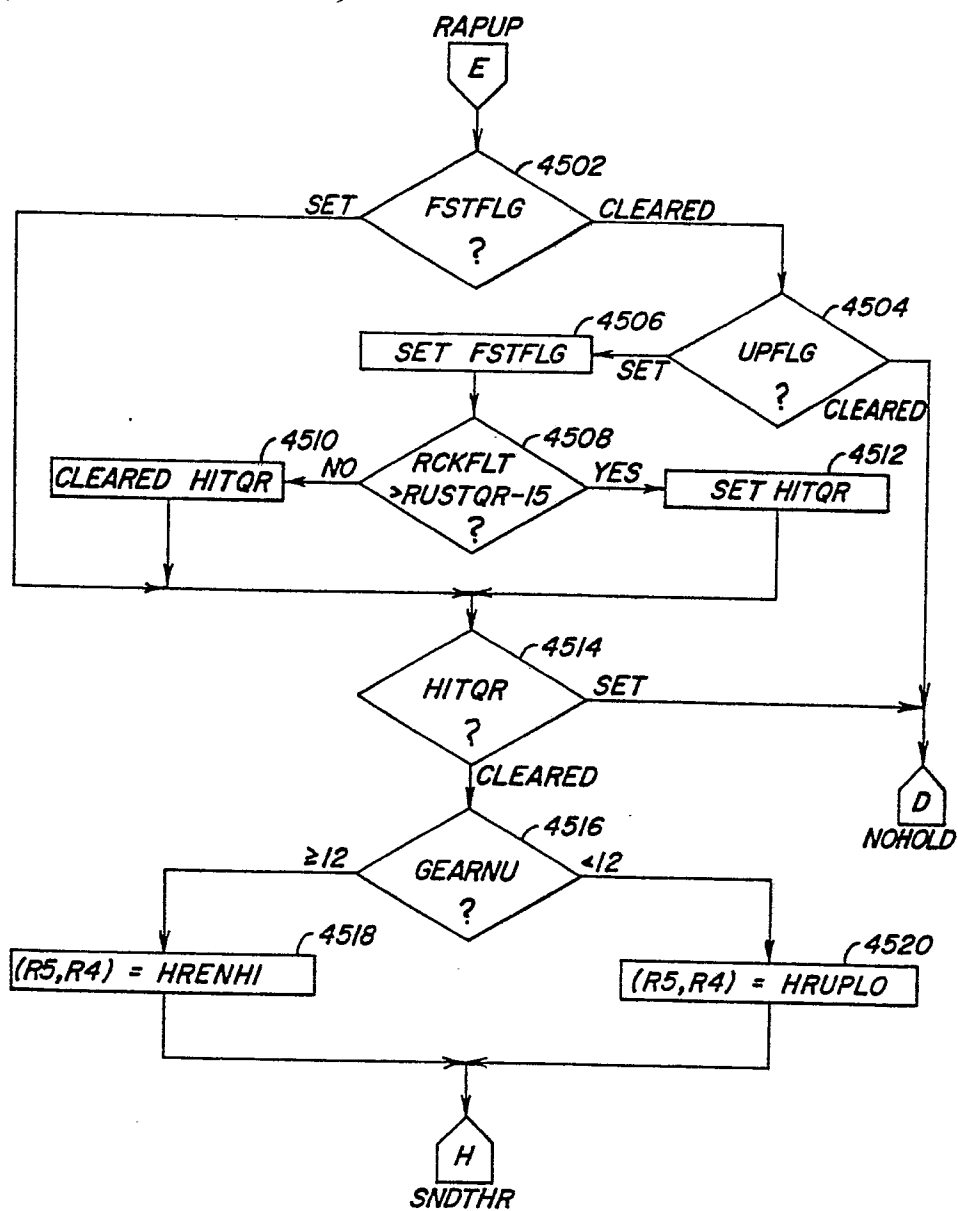 RAPUP
E
4502
SET
FSTFLG
?
CLEARED
4504
UPFLG
?
4506
SET FSTFLG
SET
CLEARED
4508
RCKFLT
>RUSTQR-15
?
4510
CLEARED HITQR
NO
YES
4512
SET HITQR
4514
HITQR
?
SET
CLEARED
D
NOHOLD
4516
GEARNU
?
≥12
<12
4518
(R5,R4) = HRENHI
4520
(R5,R4) = HRUPLO
H
SNDTHR